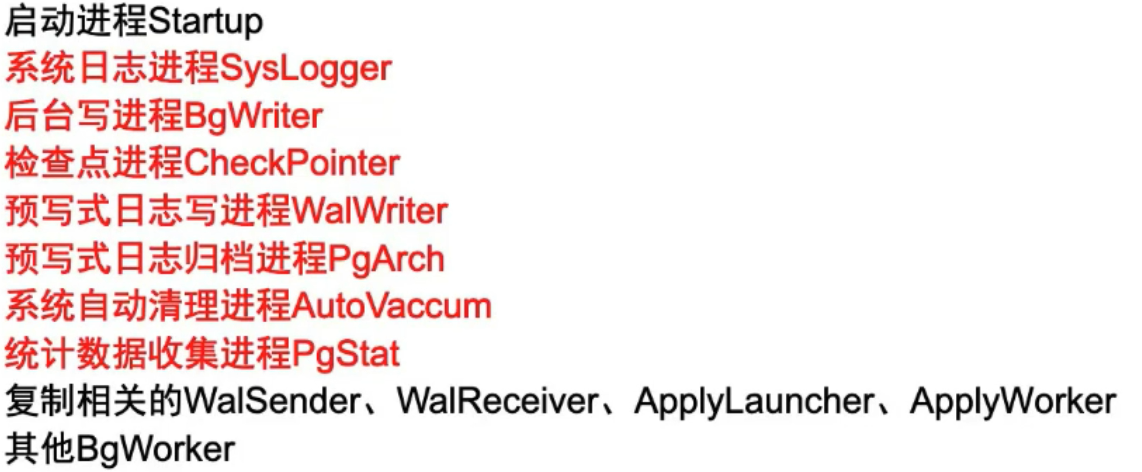 启动进程Startup
系统日志进程SysLogger
后台写进程BgWriter
检查点进程CheckPointer
预写式日志写进程WalWriter
预写式日志归档进程PgArch
系统自动清理进程AutoVaccum
统计数据收集进程PgStat
复制相关的WalSender、WalReceiver、ApplyLauncher、ApplyWorker
其他BgWorker